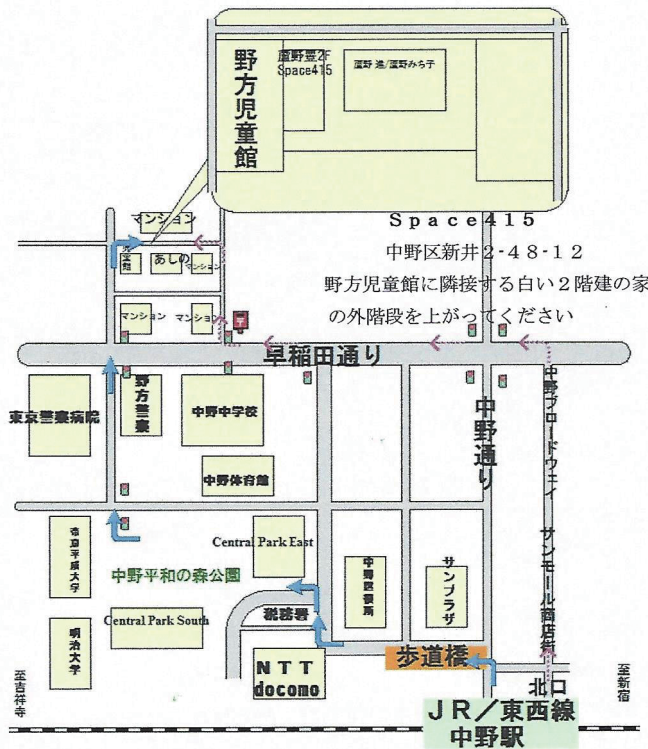 野方児童館
蘆野豊2F
Space415
蘆野 進/蘆野みち子
Space415
中野区新井2-48-12
野方児童館に隣接する白い2階建の家
の外階段を上がってください
マンション
児童館
あしの
マンション
マンション
マンション
〒
早稲田通り
東京警察病院
野方警察
中野中学校
中野体育館
中野通り
中野ブロードウェイ
サンモール商店街
帝京平成大学
明治大学
中野平和の森公園
Central Park East
Central Park South
税務署
中野区役所
サンプラザ
NTT
docomo
歩道橋
北口
JR/東西線
中野駅
至吉祥寺
至新宿